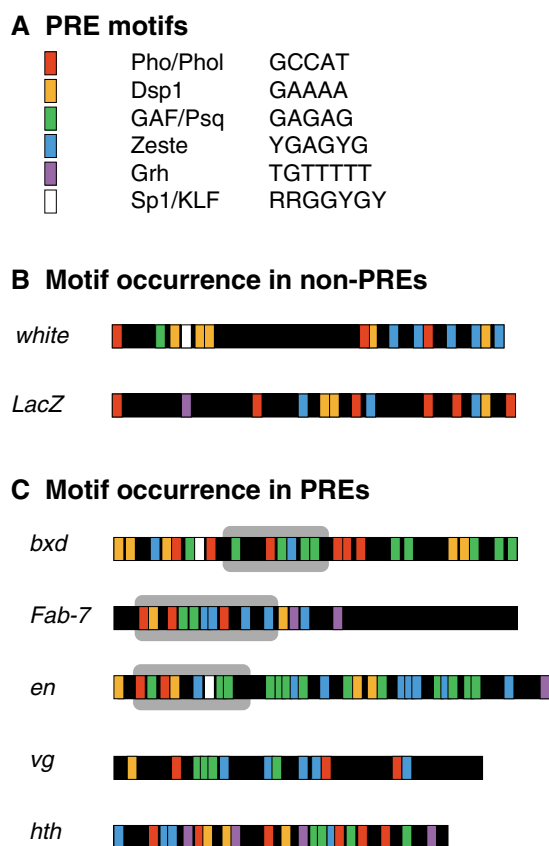 A PRE motifs
Pho/Phol GCCAT
Dsp1 GAAAA
GAF/Psq GAGAG
Zeste YGAGYG
Grh TGTTTTT
Sp1/KLF RRGGYGY
B Motif occurrence in non-PREs
white
LacZ
C Motif occurrence in PREs
bxd
Fab-7
en
vg
hth